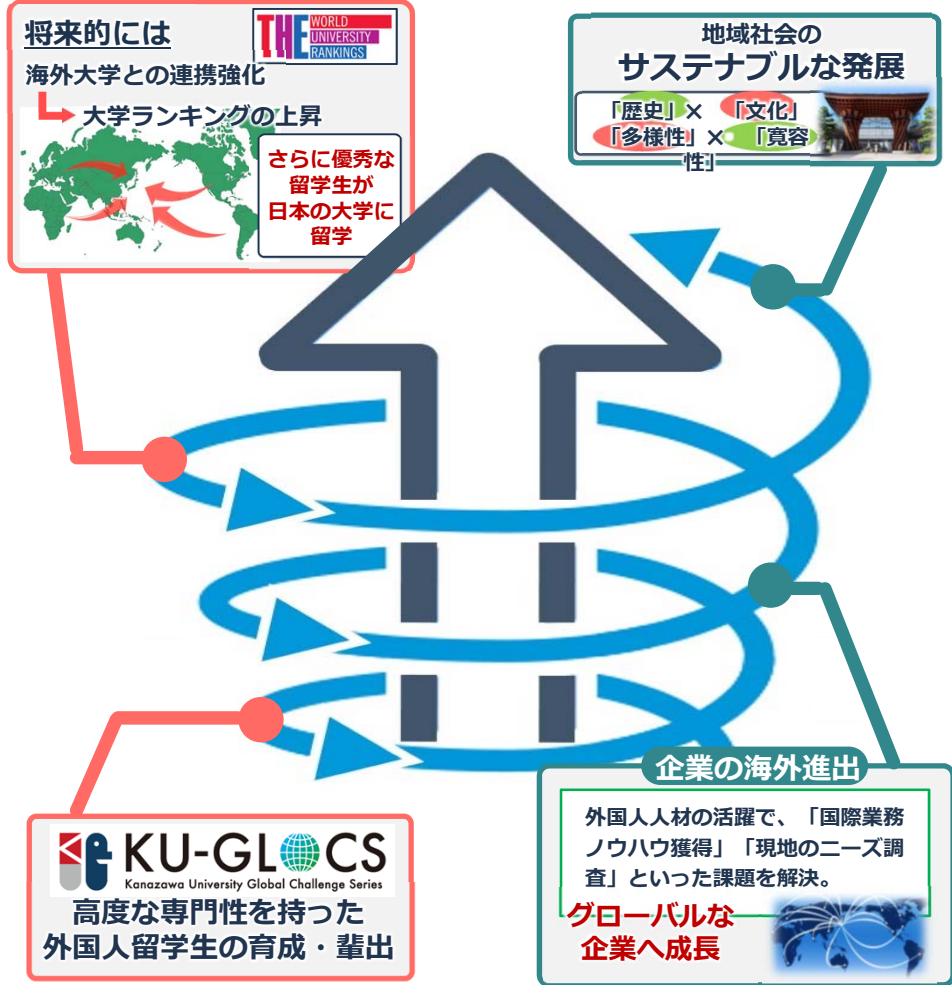 将来的には
THE WORLD
UNIVERSITY
RANKINGS
海外大学との連携強化
大学ランキングの上昇
さらに優秀な
留学生が
日本の大学に
留学
地域社会の
サステナブルな発展
「歴史」× 「文化」
「多様性」× 「寛容
性」
企業の海外進出
外国人人材の活躍で、「国際業務
ノウハウ獲得」「現地のニーズ調
査」といった課題を解決。
グローバルな
企業へ成長
KU-GLOCS
Kanazawa University Global Challenge Series
高度な専門性を持った
外国人留学生の育成・輩出